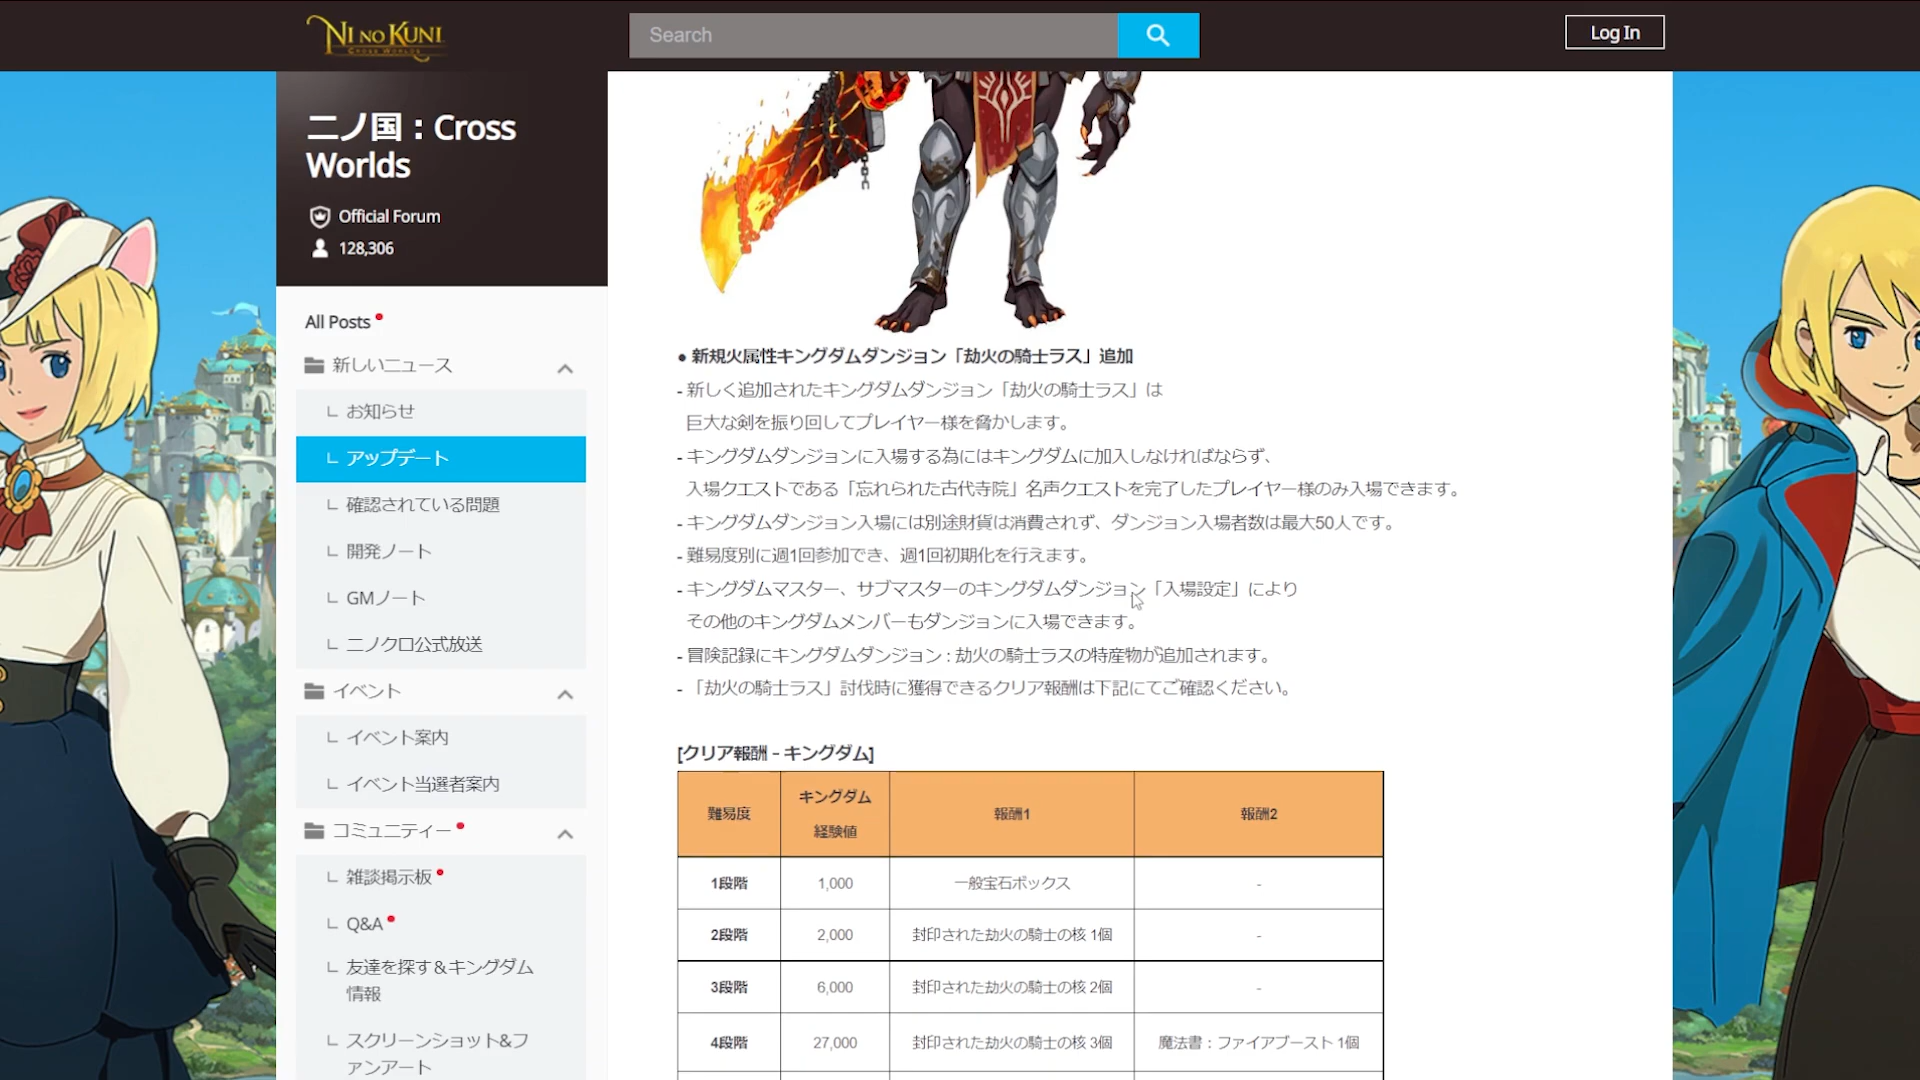 NI NO KUNI
CROSS WORLDS
Search
Log In
二ノ国：Cross
Worlds
Official Forum
128,306
All Posts
新しいニュース
お知らせ
アップデート
確認されている問題
開発ノート
GMノート
二ノクロ公式放送
イベント
イベント案内
イベント当選者案内
コミュニティー
雑談掲示板
Q&A
友達を探す＆キングダム
情報
スクリーンショット&フ
ァンアート
● 新規火属性キングダムダンジョン「劫火の騎士ラス」追加
- 新しく追加されたキングダムダンジョン「劫火の騎士ラス」は
巨大な剣を振り回してプレイヤー様を脅かします。
- キングダムダンジョンに入場する為にはキングダムに加入しなければならず、
入場クエストである「忘れられた古代寺院」名声クエストを完了したプレイヤー様のみ入場できます。
- キングダムダンジョン入場には別途財貨は消費されず、ダンジョン入場者数は最大50人です。
- 難易度別に週1回参加でき、週1回初期化を行えます。
- キングダムマスター、サブマスターのキングダムダンジョン「入場設定」により
その他のキングダムメンバーもダンジョンに入場できます。
- 冒険記録にキングダムダンジョン : 劫火の騎士ラスの特産物が追加されます。
- 「劫火の騎士ラス」討伐時に獲得できるクリア報酬は下記にてご確認ください。
[クリア報酬 – キングダム]
難易度 キングダム 経験値 報酬1 報酬2
1段階 1,000 一般宝石ボックス -
2段階 2,000 封印された劫火の騎士の核 1個 -
3段階 6,000 封印された劫火の騎士の核 2個 -
4段階 27,000 封印された劫火の騎士の核 3個 魔法書：ファイアブースト 1個